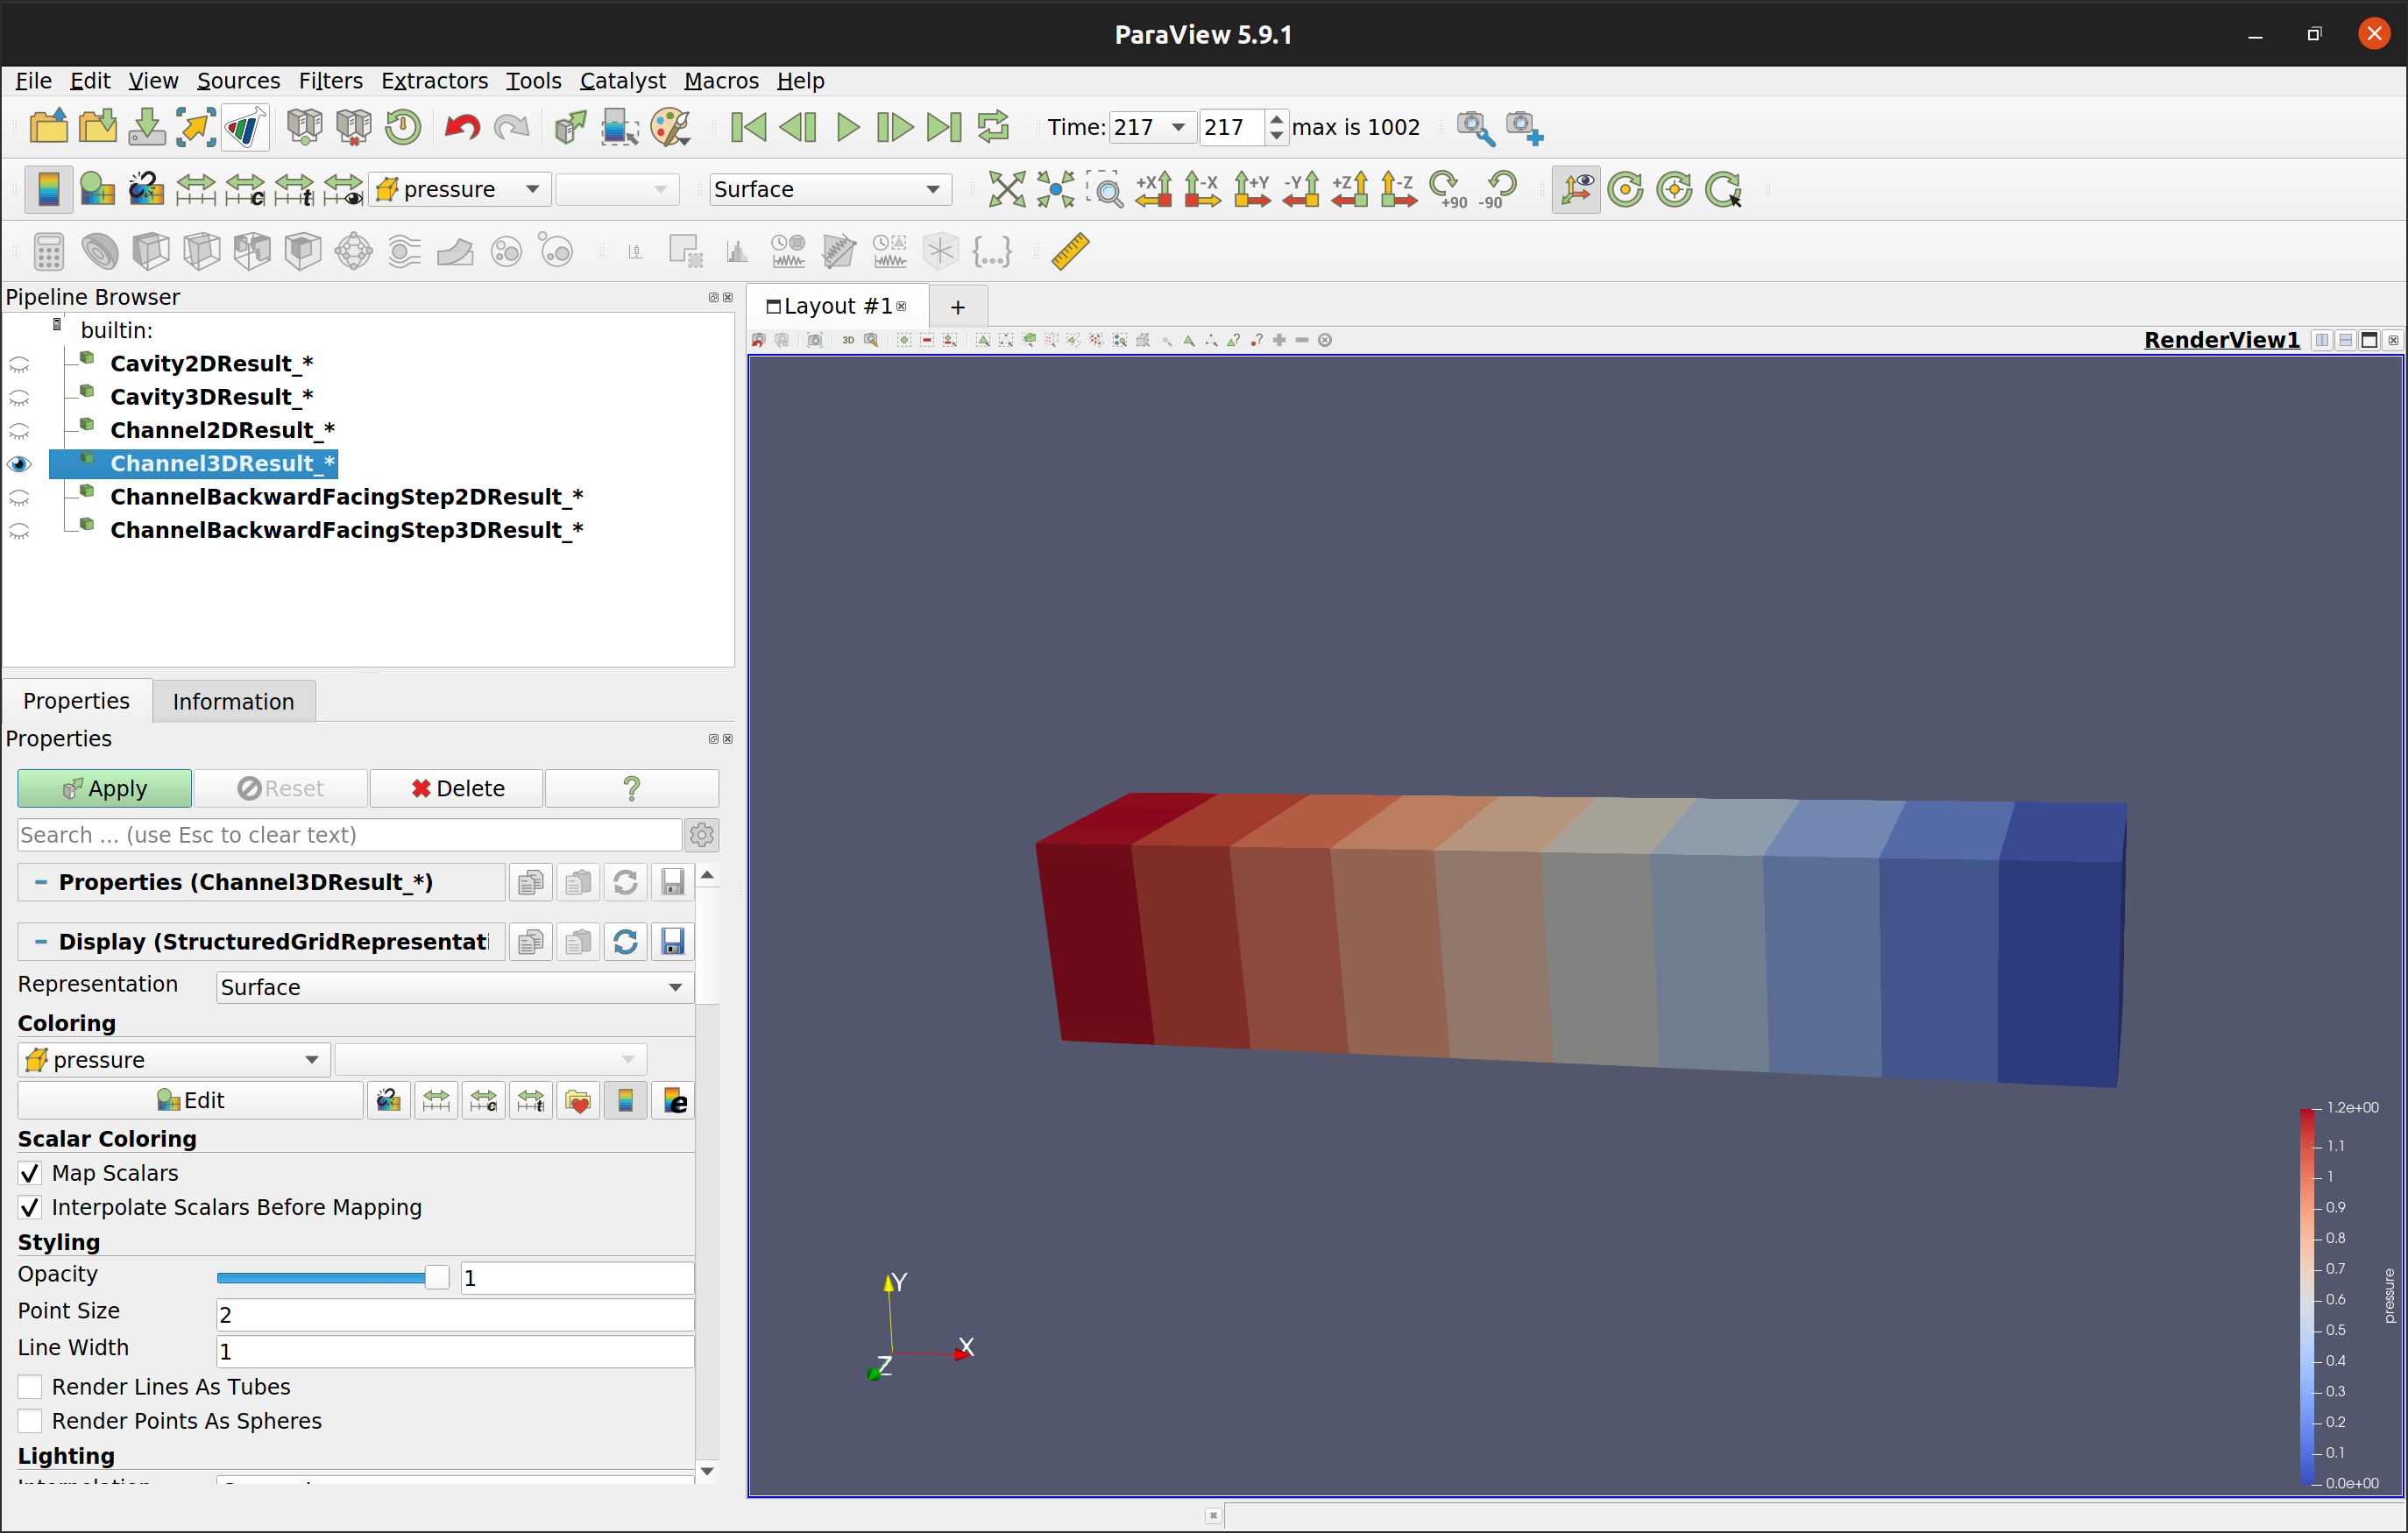 ParaView 5.9.1
File Edit View Sources Filters Extractors Tools Catalyst Macros Help
Time: 217 217 max is 1002
pressure Surface +X -X +Y -Y +Z -Z +90 -90
Pipeline Browser
Layout #1 +
builtin:
3D RenderView1
Cavity2DResult_*
Cavity3DResult_*
Channel2DResult_*
Channel3DResult_*
ChannelBackwardFacingStep2DResult_*
ChannelBackwardFacingStep3DResult_*
Properties Information
Properties
Apply Reset Delete ?
Search ... (use Esc to clear text)
Properties (Channel3DResult_*)
Display (StructuredGridRepresentati
Representation Surface
Coloring
pressure
Edit
Scalar Coloring
Map Scalars
Interpolate Scalars Before Mapping
Styling
Opacity 1
Point Size 2
Line Width 1
Render Lines As Tubes
Render Points As Spheres
Lighting
Y
X
Z
1.2e+00
1.1
1
0.9
0.8
0.7
0.6
0.5
0.4
0.3
0.2
0.1
0.0e+00
pressure